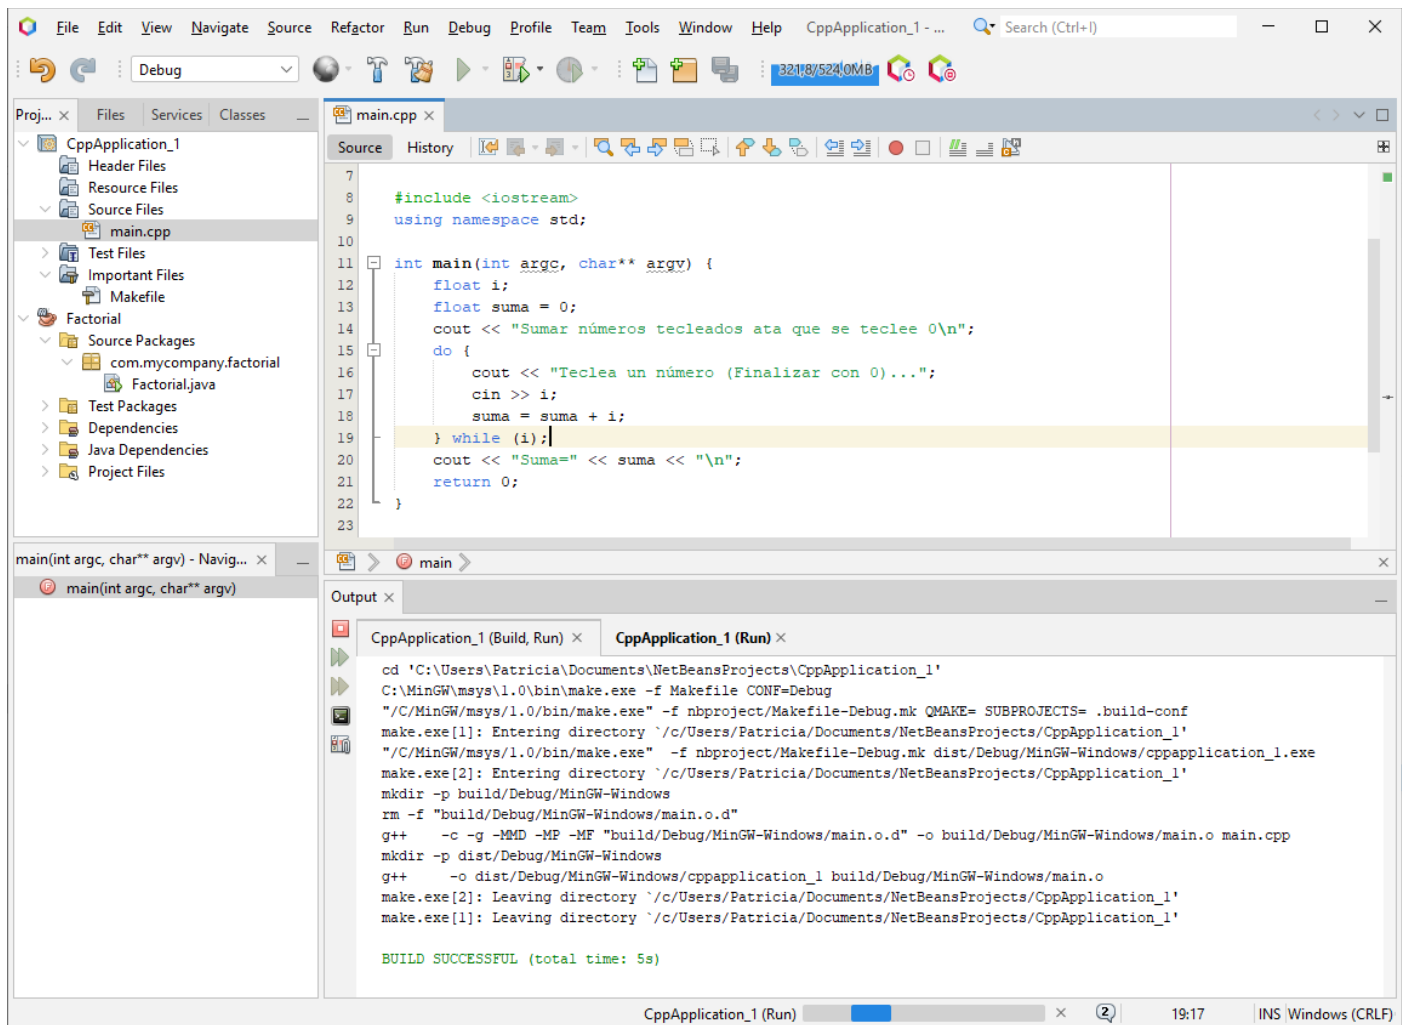 File Edit View Navigate Source Refactor Run Debug Profile Team Tools Window Help CppApplication_1 - ... Search (Ctrl+I)
Debug 321,8/524,0MB
Proj... Files Services Classes
main.cpp
CppApplication_1
Header Files
Resource Files
Source Files
main.cpp
Test Files
Important Files
Makefile
Factorial
Source Packages
com.mycompany.factorial
Factorial.java
Test Packages
Dependencies
Java Dependencies
Project Files
main(int argc, char** argv) - Navig...
main(int argc, char** argv)
Source History
7
8 #include <iostream>
9 using namespace std;
10
11 int main(int argc, char** argv) {
12 float i;
13 float suma = 0;
14 cout << "Sumar números tecleados ata que se teclee 0\n";
15 do {
16 cout << "Teclea un número (Finalizar con 0)...";
17 cin >> i;
18 suma = suma + i;
19 } while (i);
20 cout << "Suma=" << suma << "\n";
21 return 0;
22 }
23
main
Output
CppApplication_1 (Build, Run) CppApplication_1 (Run)
cd 'C:\Users\Patricia\Documents\NetBeansProjects\CppApplication_1'
C:\MinGW\msys\1.0\bin\make.exe -f Makefile CONF=Debug
"/C/MinGW/msys/1.0/bin/make.exe" -f nbproject/Makefile-Debug.mk QMAKE= SUBPROJECTS= .build-conf
make.exe[1]: Entering directory `/c/Users/Patricia/Documents/NetBeansProjects/CppApplication_1'
"/C/MinGW/msys/1.0/bin/make.exe"  -f nbproject/Makefile-Debug.mk dist/Debug/MinGW-Windows/cppapplication_1.exe
make.exe[2]: Entering directory `/c/Users/Patricia/Documents/NetBeansProjects/CppApplication_1'
mkdir -p build/Debug/MinGW-Windows
rm -f "build/Debug/MinGW-Windows/main.o.d"
g++    -c -g -MMD -MP -MF "build/Debug/MinGW-Windows/main.o.d" -o build/Debug/MinGW-Windows/main.o main.cpp
mkdir -p dist/Debug/MinGW-Windows
g++     -o dist/Debug/MinGW-Windows/cppapplication_1 build/Debug/MinGW-Windows/main.o
make.exe[2]: Leaving directory `/c/Users/Patricia/Documents/NetBeansProjects/CppApplication_1'
make.exe[1]: Leaving directory `/c/Users/Patricia/Documents/NetBeansProjects/CppApplication_1'
BUILD SUCCESSFUL (total time: 5s)
CppApplication_1 (Run) 2 19:17 INS Windows (CRLF)